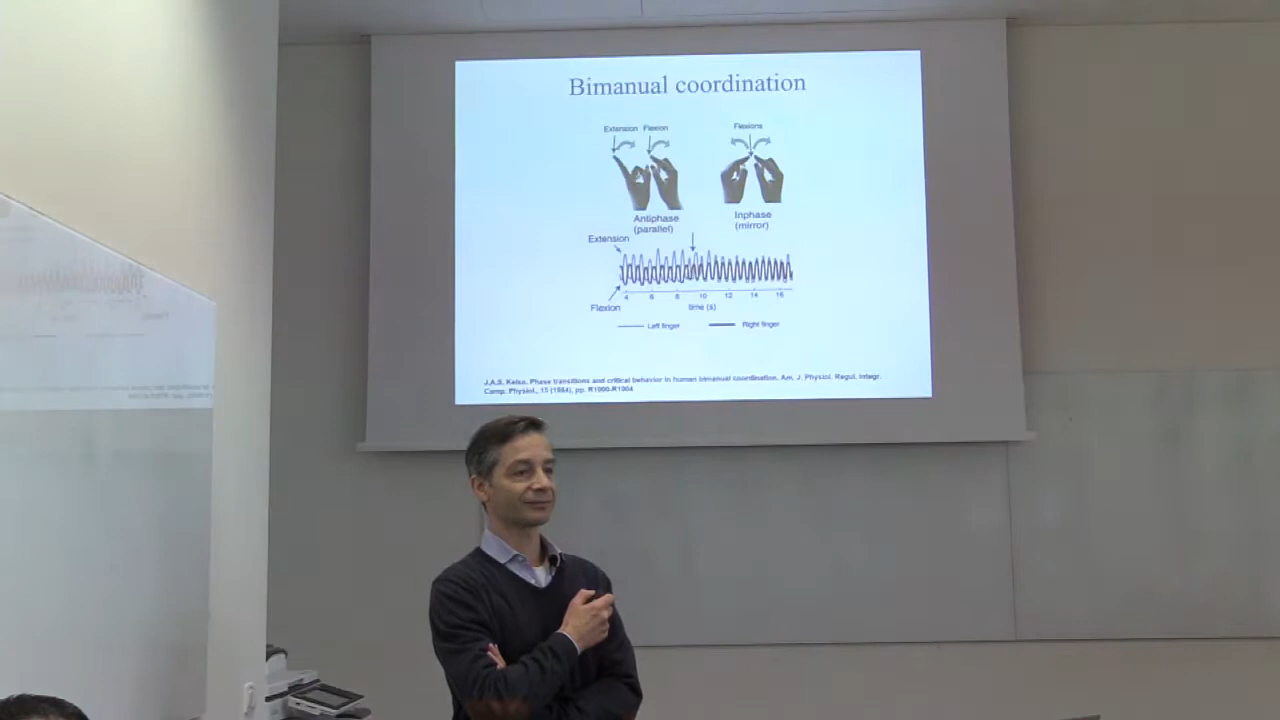 Bimanual coordination
Extension Flexion
Flexions
Antiphase
(parallel)
Inphase
(mirror)
Extension
Flexion
4 6 8 10 12 14 16
time (s)
Left finger
Right finger
J.A.S. Kelso, Phase transitions and critical behavior in human bimanual coordination, Am. J. Physiol. Regul. Integr.
Comp. Physiol., 15 (1984), pp. R1000-R1004